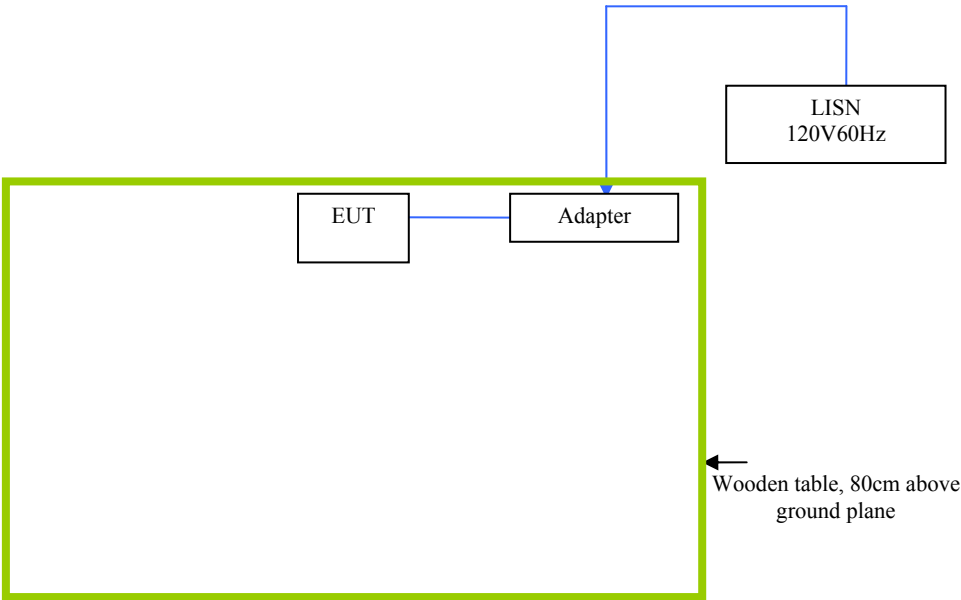 LISN
120V60Hz
EUT
Adapter
Wooden table, 80cm above
ground plane